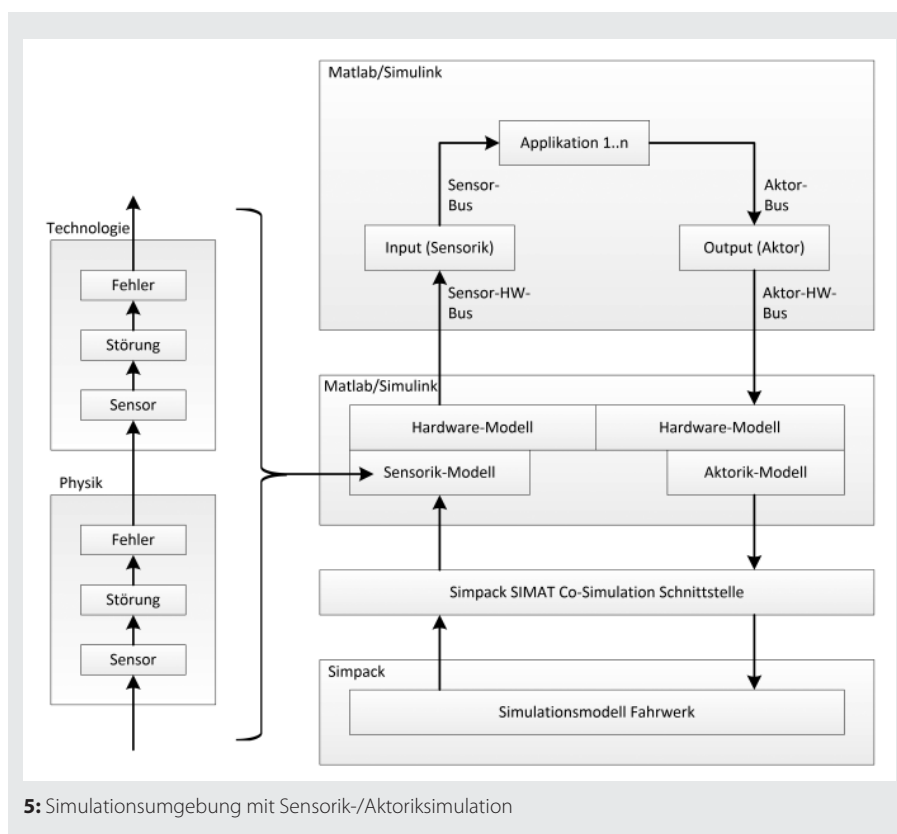 Technologie
Fehler
Störung
Sensor
Physik
Fehler
Störung
Sensor
Matlab/Simulink
Applikation 1..n
Sensor-
Bus
Aktor-
Bus
Input (Sensorik)
Output (Aktor)
Sensor-HW-
Bus
Aktor-HW-
Bus
Matlab/Simulink
Hardware-Modell
Hardware-Modell
Sensorik-Modell
Aktorik-Modell
Simpack SIMAT Co-Simulation Schnittstelle
Simpack
Simulationsmodell Fahrwerk
5: Simulationsumgebung mit Sensorik-/Aktoriksimulation